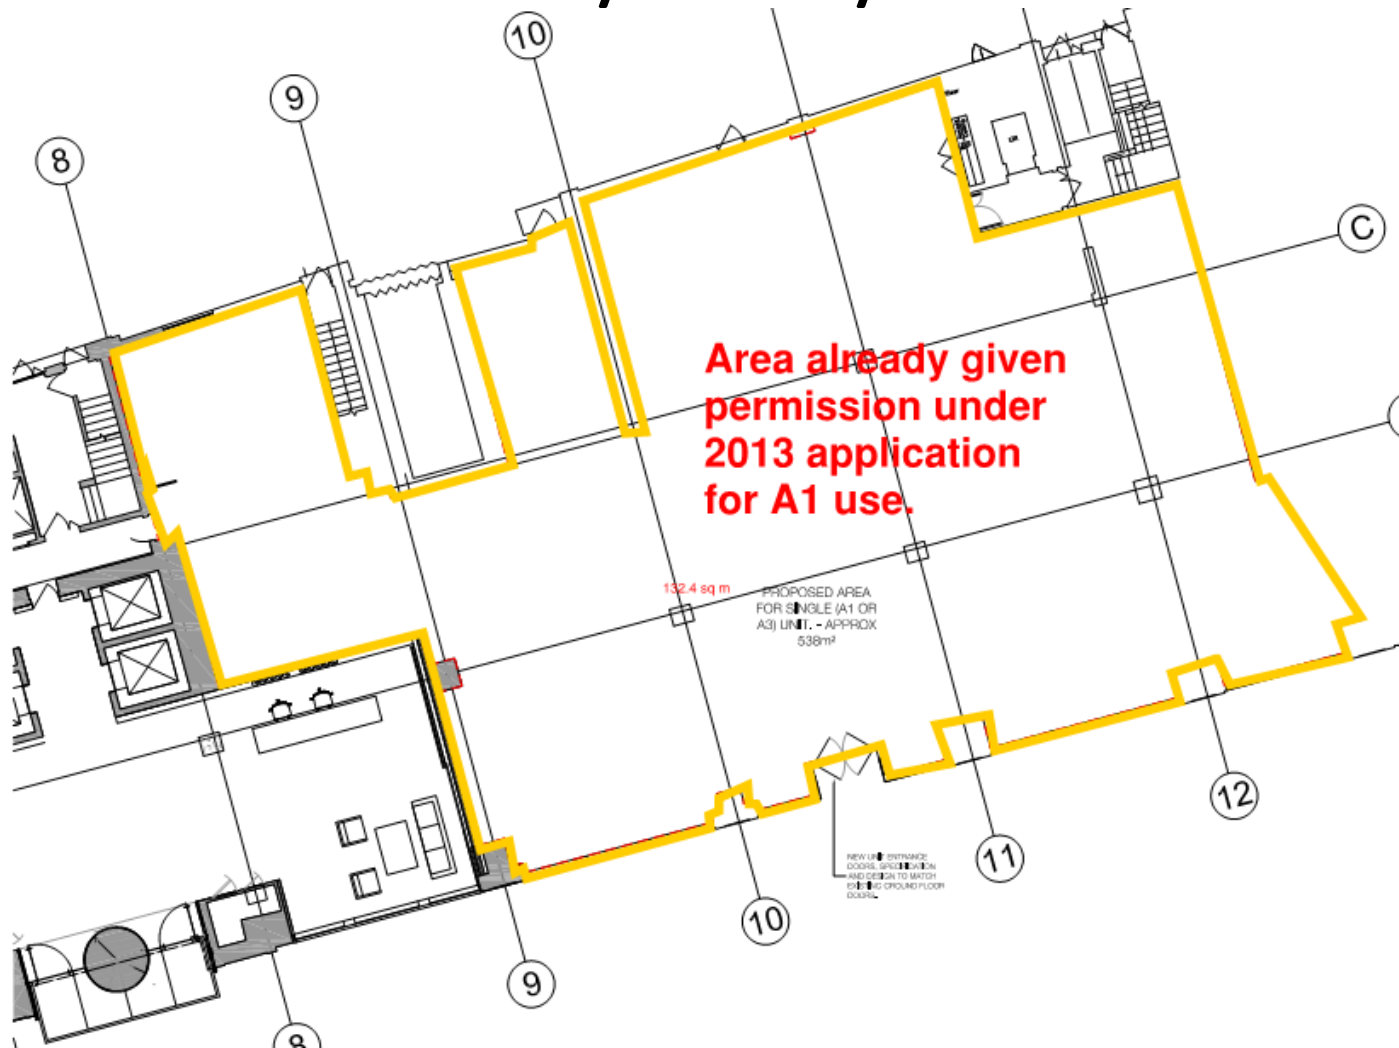 10
9
8
C
Area already given
permission under
2013 application
for A1 use.
132.4 sq m
PROPOSED AREA
FOR SINGLE (A1 OR
A3) UNIT. - APPROX
538m²
NEW UNIT ENTRANCE
DOORS, SPECIFICATION
AND DESIGN TO MATCH
EXISTING GROUND FLOOR
DOORS.
12
11
10
9
8